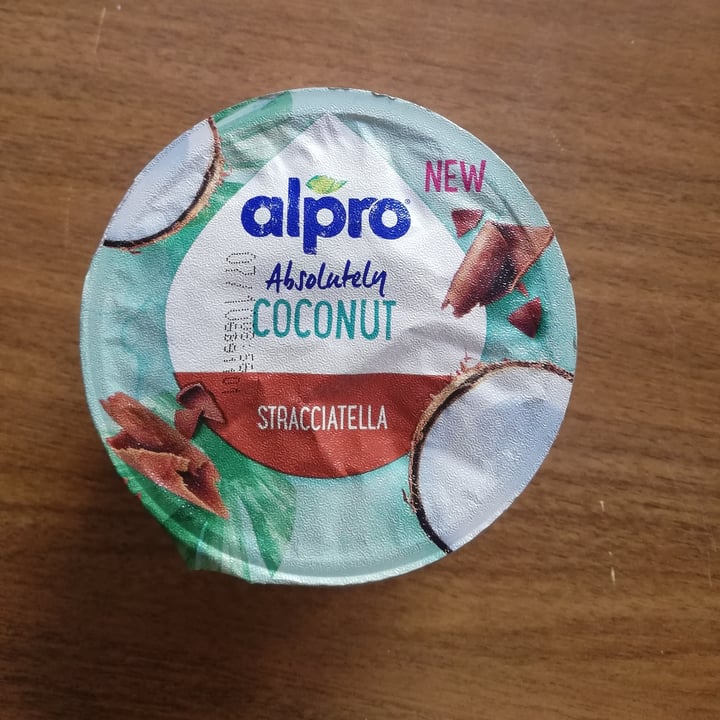 NEW
alpro
Absolutely
COCONUT
STRACCIATELLA